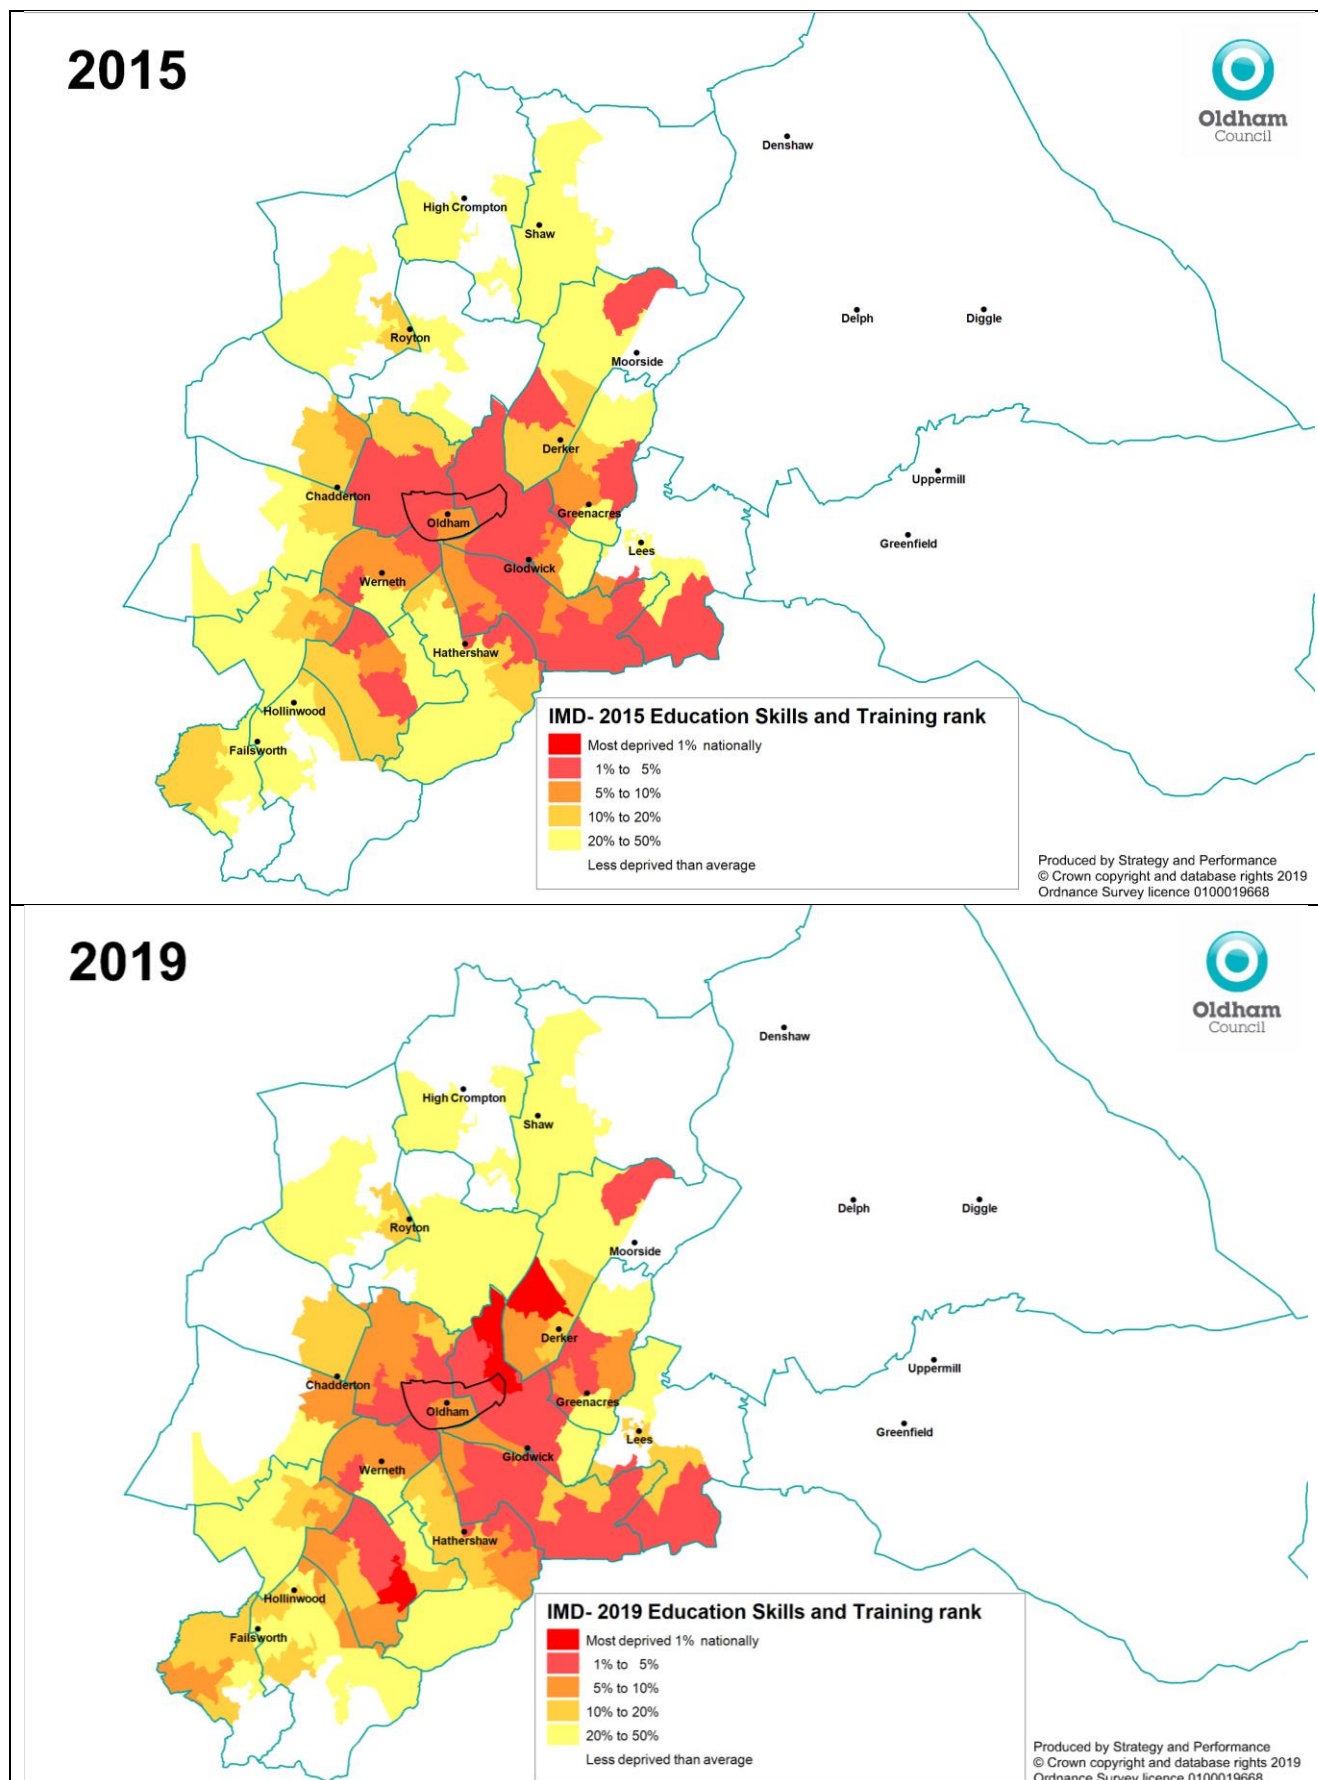 2015
Oldham
Council
Denshaw
High Crompton
Shaw
Delph
Diggle
Royton
Moorside
Derker
Uppermill
Chadderton
Greenacres
Oldham
Greenfield
Lees
Glodwick
Werneth
Hathershaw
Hollinwood
Failsworth
IMD- 2015 Education Skills and Training rank
Most deprived 1% nationally
1% to 5%
5% to 10%
10% to 20%
20% to 50%
Less deprived than average
Produced by Strategy and Performance
© Crown copyright and database rights 2019
Ordnance Survey licence 0100019668
2019
Oldham
Council
Denshaw
High Crompton
Shaw
Delph
Diggle
Royton
Moorside
Derker
Uppermill
Chadderton
Greenacres
Oldham
Greenfield
Lees
Glodwick
Werneth
Hathershaw
Hollinwood
Failsworth
IMD- 2019 Education Skills and Training rank
Most deprived 1% nationally
1% to 5%
5% to 10%
10% to 20%
20% to 50%
Less deprived than average
Produced by Strategy and Performance
© Crown copyright and database rights 2019
Ordnance Survey licence 0100019668